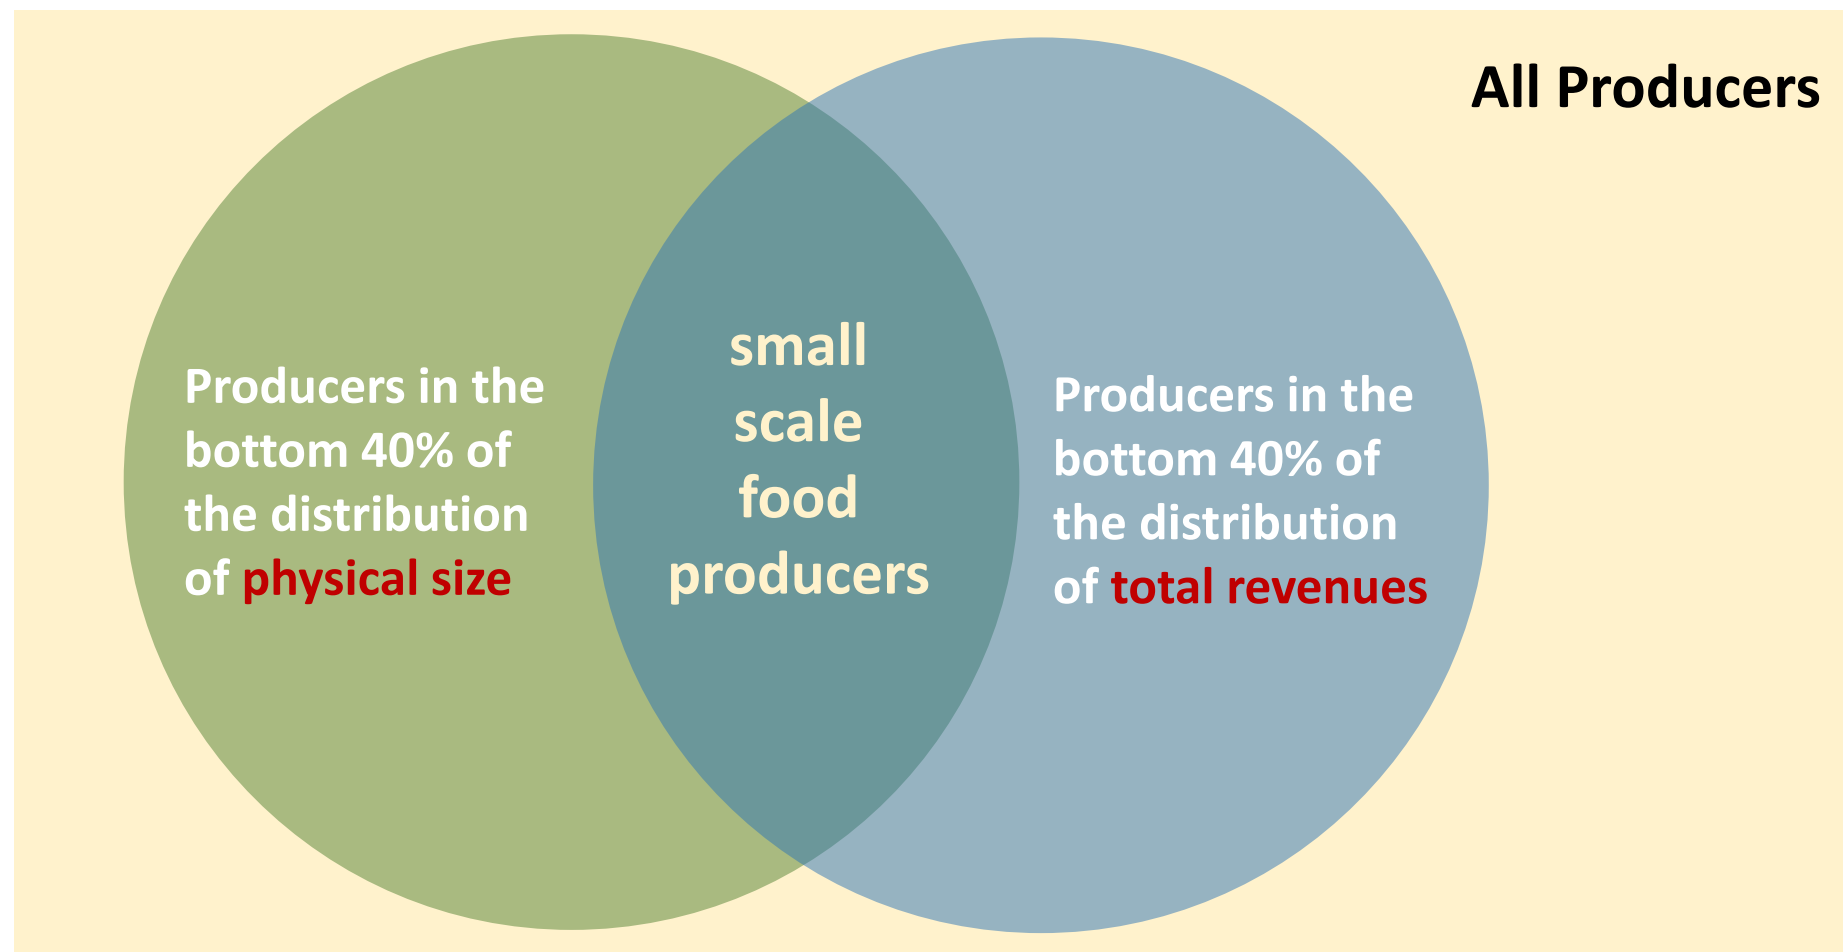 All Producers
Producers in the
bottom 40% of
the distribution
of physical size
small
scale
food
producers
Producers in the
bottom 40% of
the distribution
of total revenues